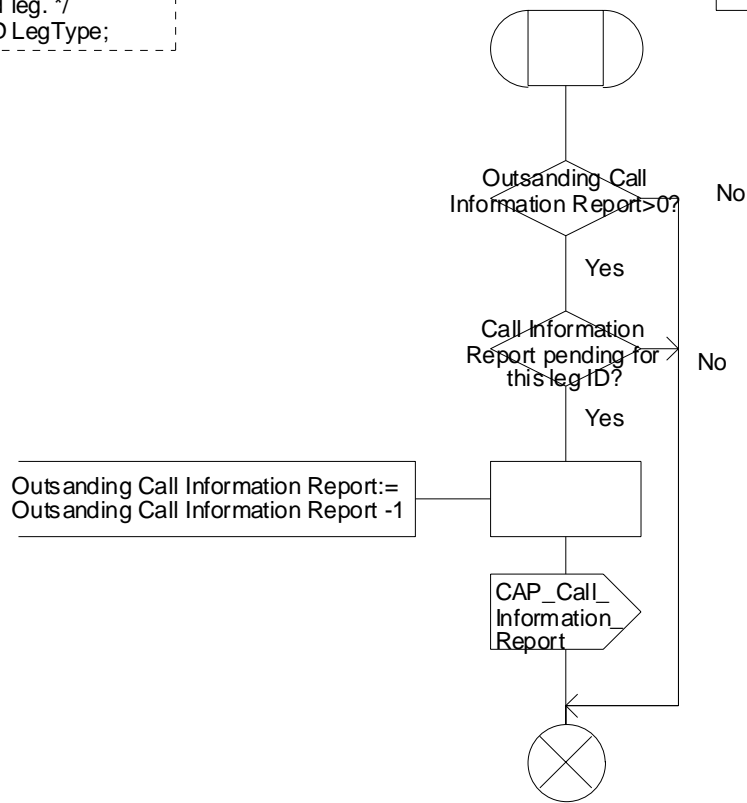 leg. */
LegType;
Outsanding Call
Information Report>0?
No
Yes
Call Information
Report pending for
this leg ID?
No
Yes
Outsanding Call Information Report:=
Outsanding Call Information Report -1
CAP_Call_
Information_
Report